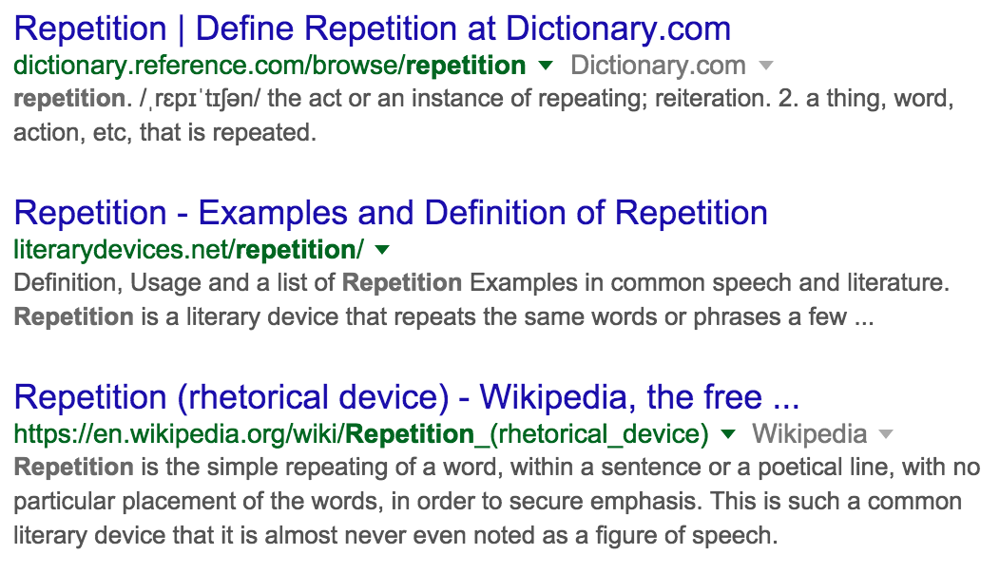 Repetition | Define Repetition at Dictionary.com
dictionary.reference.com/browse/repetition ▼ Dictionary.com ▼
repetition. /ˌrɛpɪˈtɪʃən/ the act or an instance of repeating; reiteration. 2. a thing, word,
action, etc, that is repeated.
Repetition - Examples and Definition of Repetition
literarydevices.net/repetition/ ▼
Definition, Usage and a list of Repetition Examples in common speech and literature.
Repetition is a literary device that repeats the same words or phrases a few ...
Repetition (rhetorical device) - Wikipedia, the free ...
https://en.wikipedia.org/wiki/Repetition_(rhetorical_device) ▼ Wikipedia ▼
Repetition is the simple repeating of a word, within a sentence or a poetical line, with no
particular placement of the words, in order to secure emphasis. This is such a common
literary device that it is almost never even noted as a figure of speech.